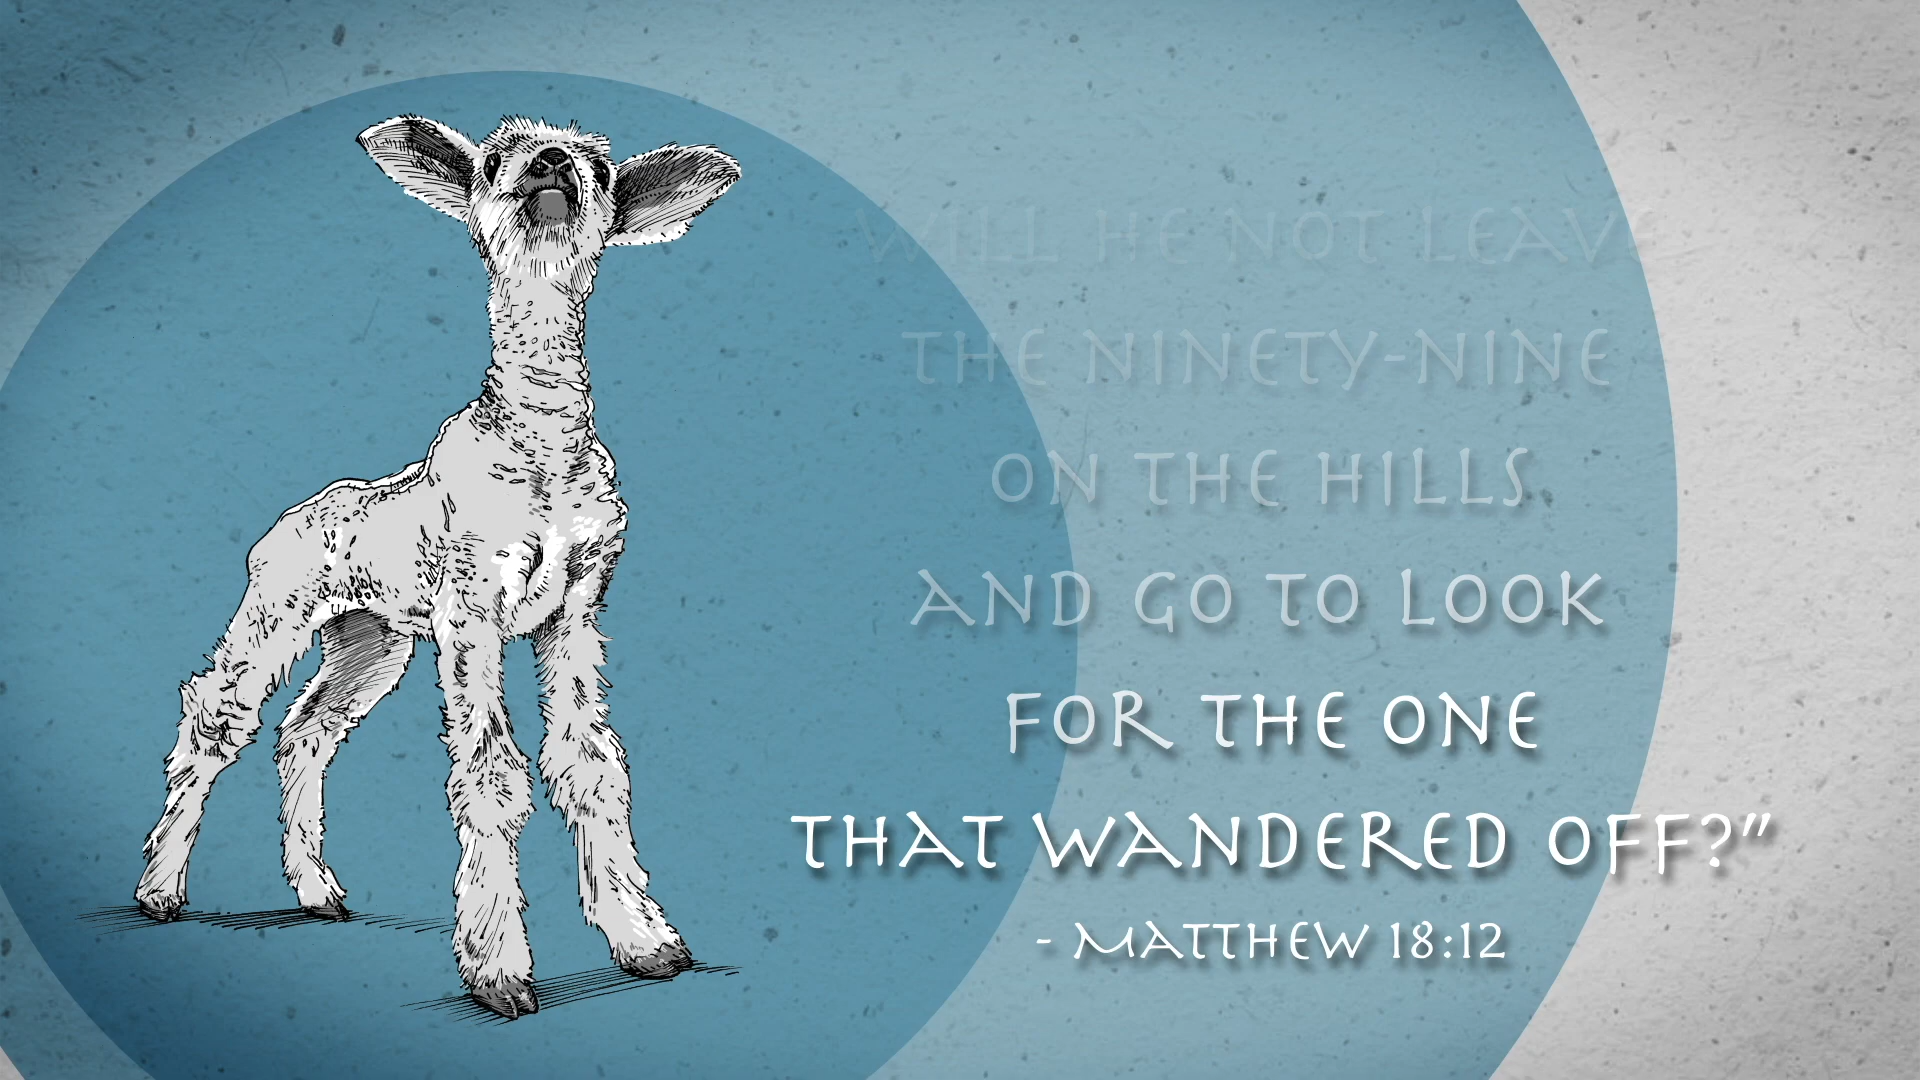 WILL HE NOT LEAVE
THE NINETY-NINE
ON THE HILLS
AND GO TO LOOK
FOR THE ONE
THAT WANDERED OFF?”
- MATTHEW 18:12